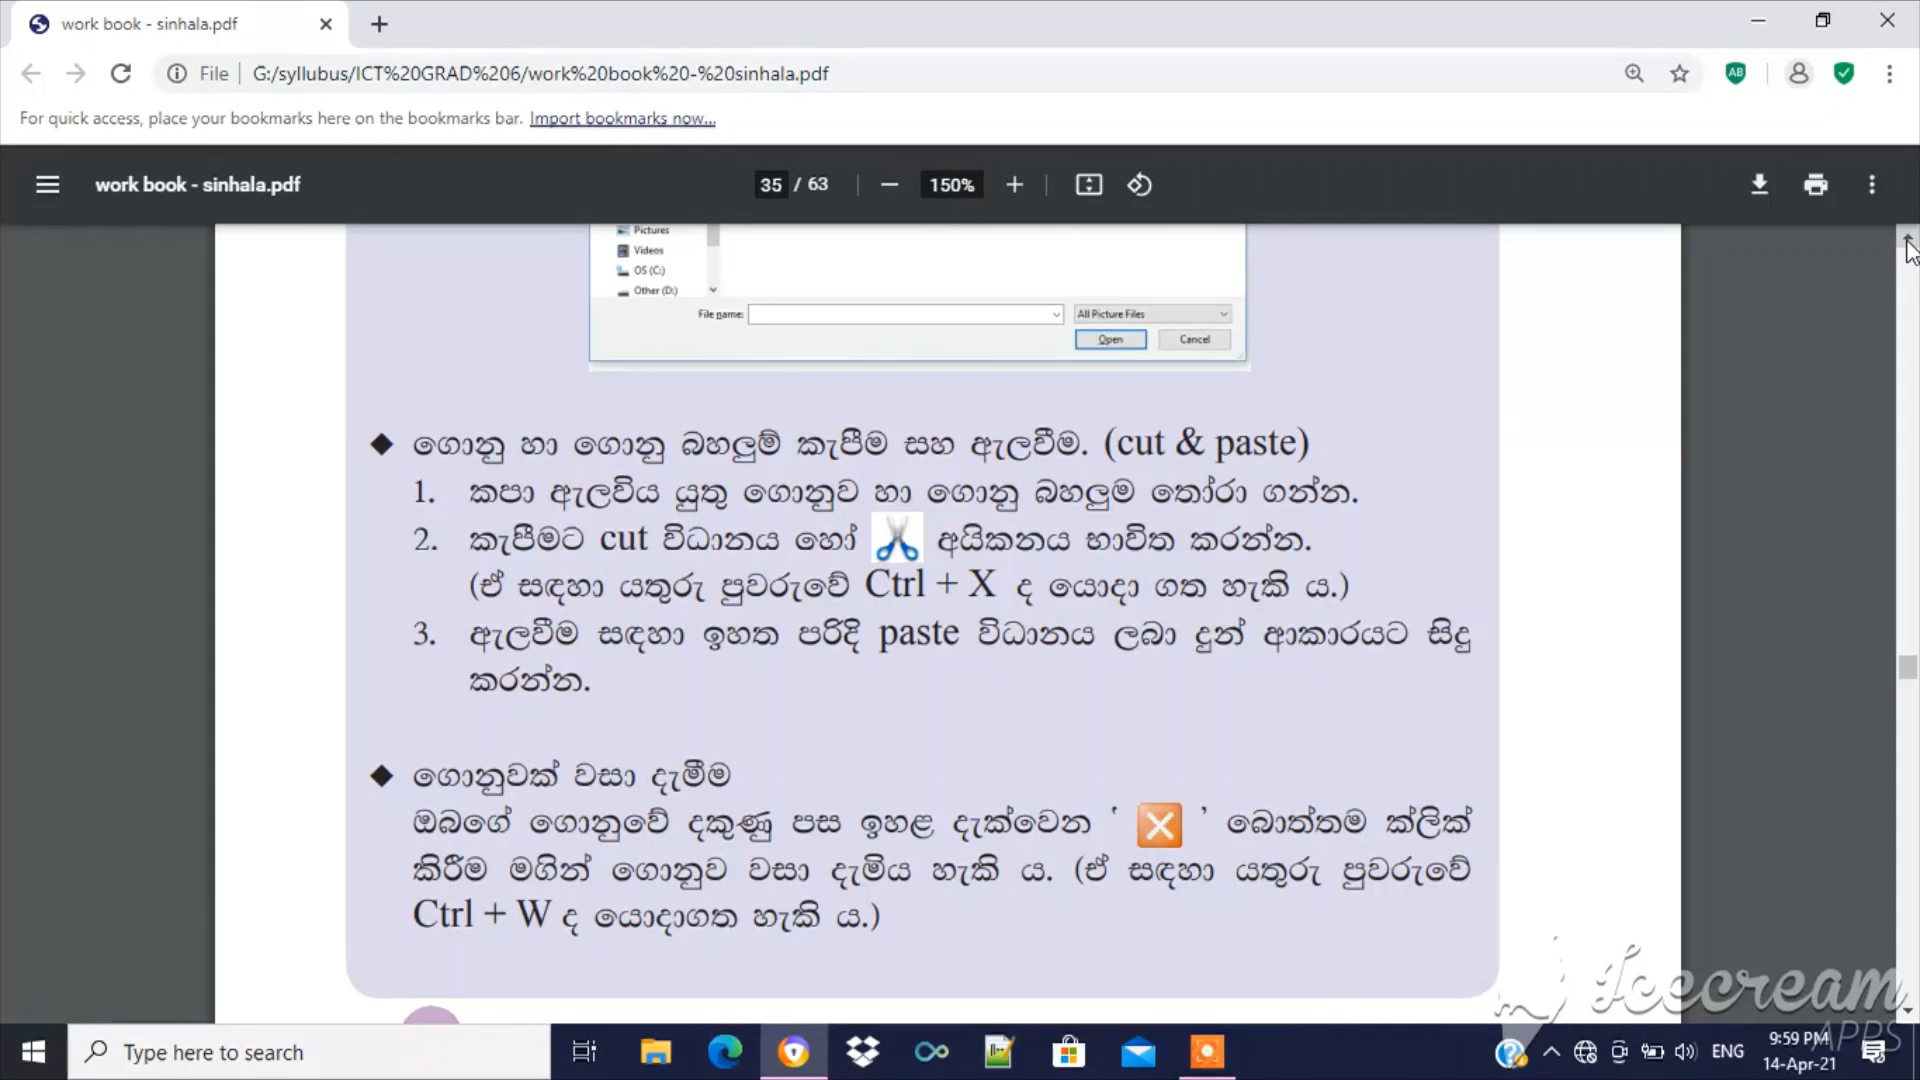 work book - sinhala.pdf
File
G:/syllubus/ICT%20GRAD%206/work%20book%20-%20sinhala.pdf
AB
For quick access, place your bookmarks here on the bookmarks bar. Import bookmarks now...
work book - sinhala.pdf
35 / 63
150%
Pictures
Videos
OS (C:)
Other (D:)
File name:
All Picture Files
Open
Cancel
◆ ගොනු හා ගොනු බහලුම් කැපීම සහ ඇලවීම. (cut & paste)
1. කපා ඇලවිය යුතු ගොනුව හා ගොනු බහලුම තෝරා ගන්න.
2. කැපීමට cut විධානය හෝ අයිකනය භාවිත කරන්න.
(ඒ සඳහා යතුරු පුවරුවේ Ctrl + X ද යොදා ගත හැකි ය.)
3. ඇලවීම සඳහා ඉහත පරිදි paste විධානය ලබා දුන් ආකාරයට සිදු
කරන්න.
◆ ගොනුවක් වසා දැමීම
ඔබගේ ගොනුවේ දකුණු පස ඉහළ දැක්වෙන ‘ ’ බොත්තම ක්ලික්
කිරීම මගින් ගොනුව වසා දැමිය හැකි ය. (ඒ සඳහා යතුරු පුවරුවේ
Ctrl + W ද යොදාගත හැකි ය.)
Icecream
APPS
Type here to search
ENG
9:59 PM
14-Apr-21